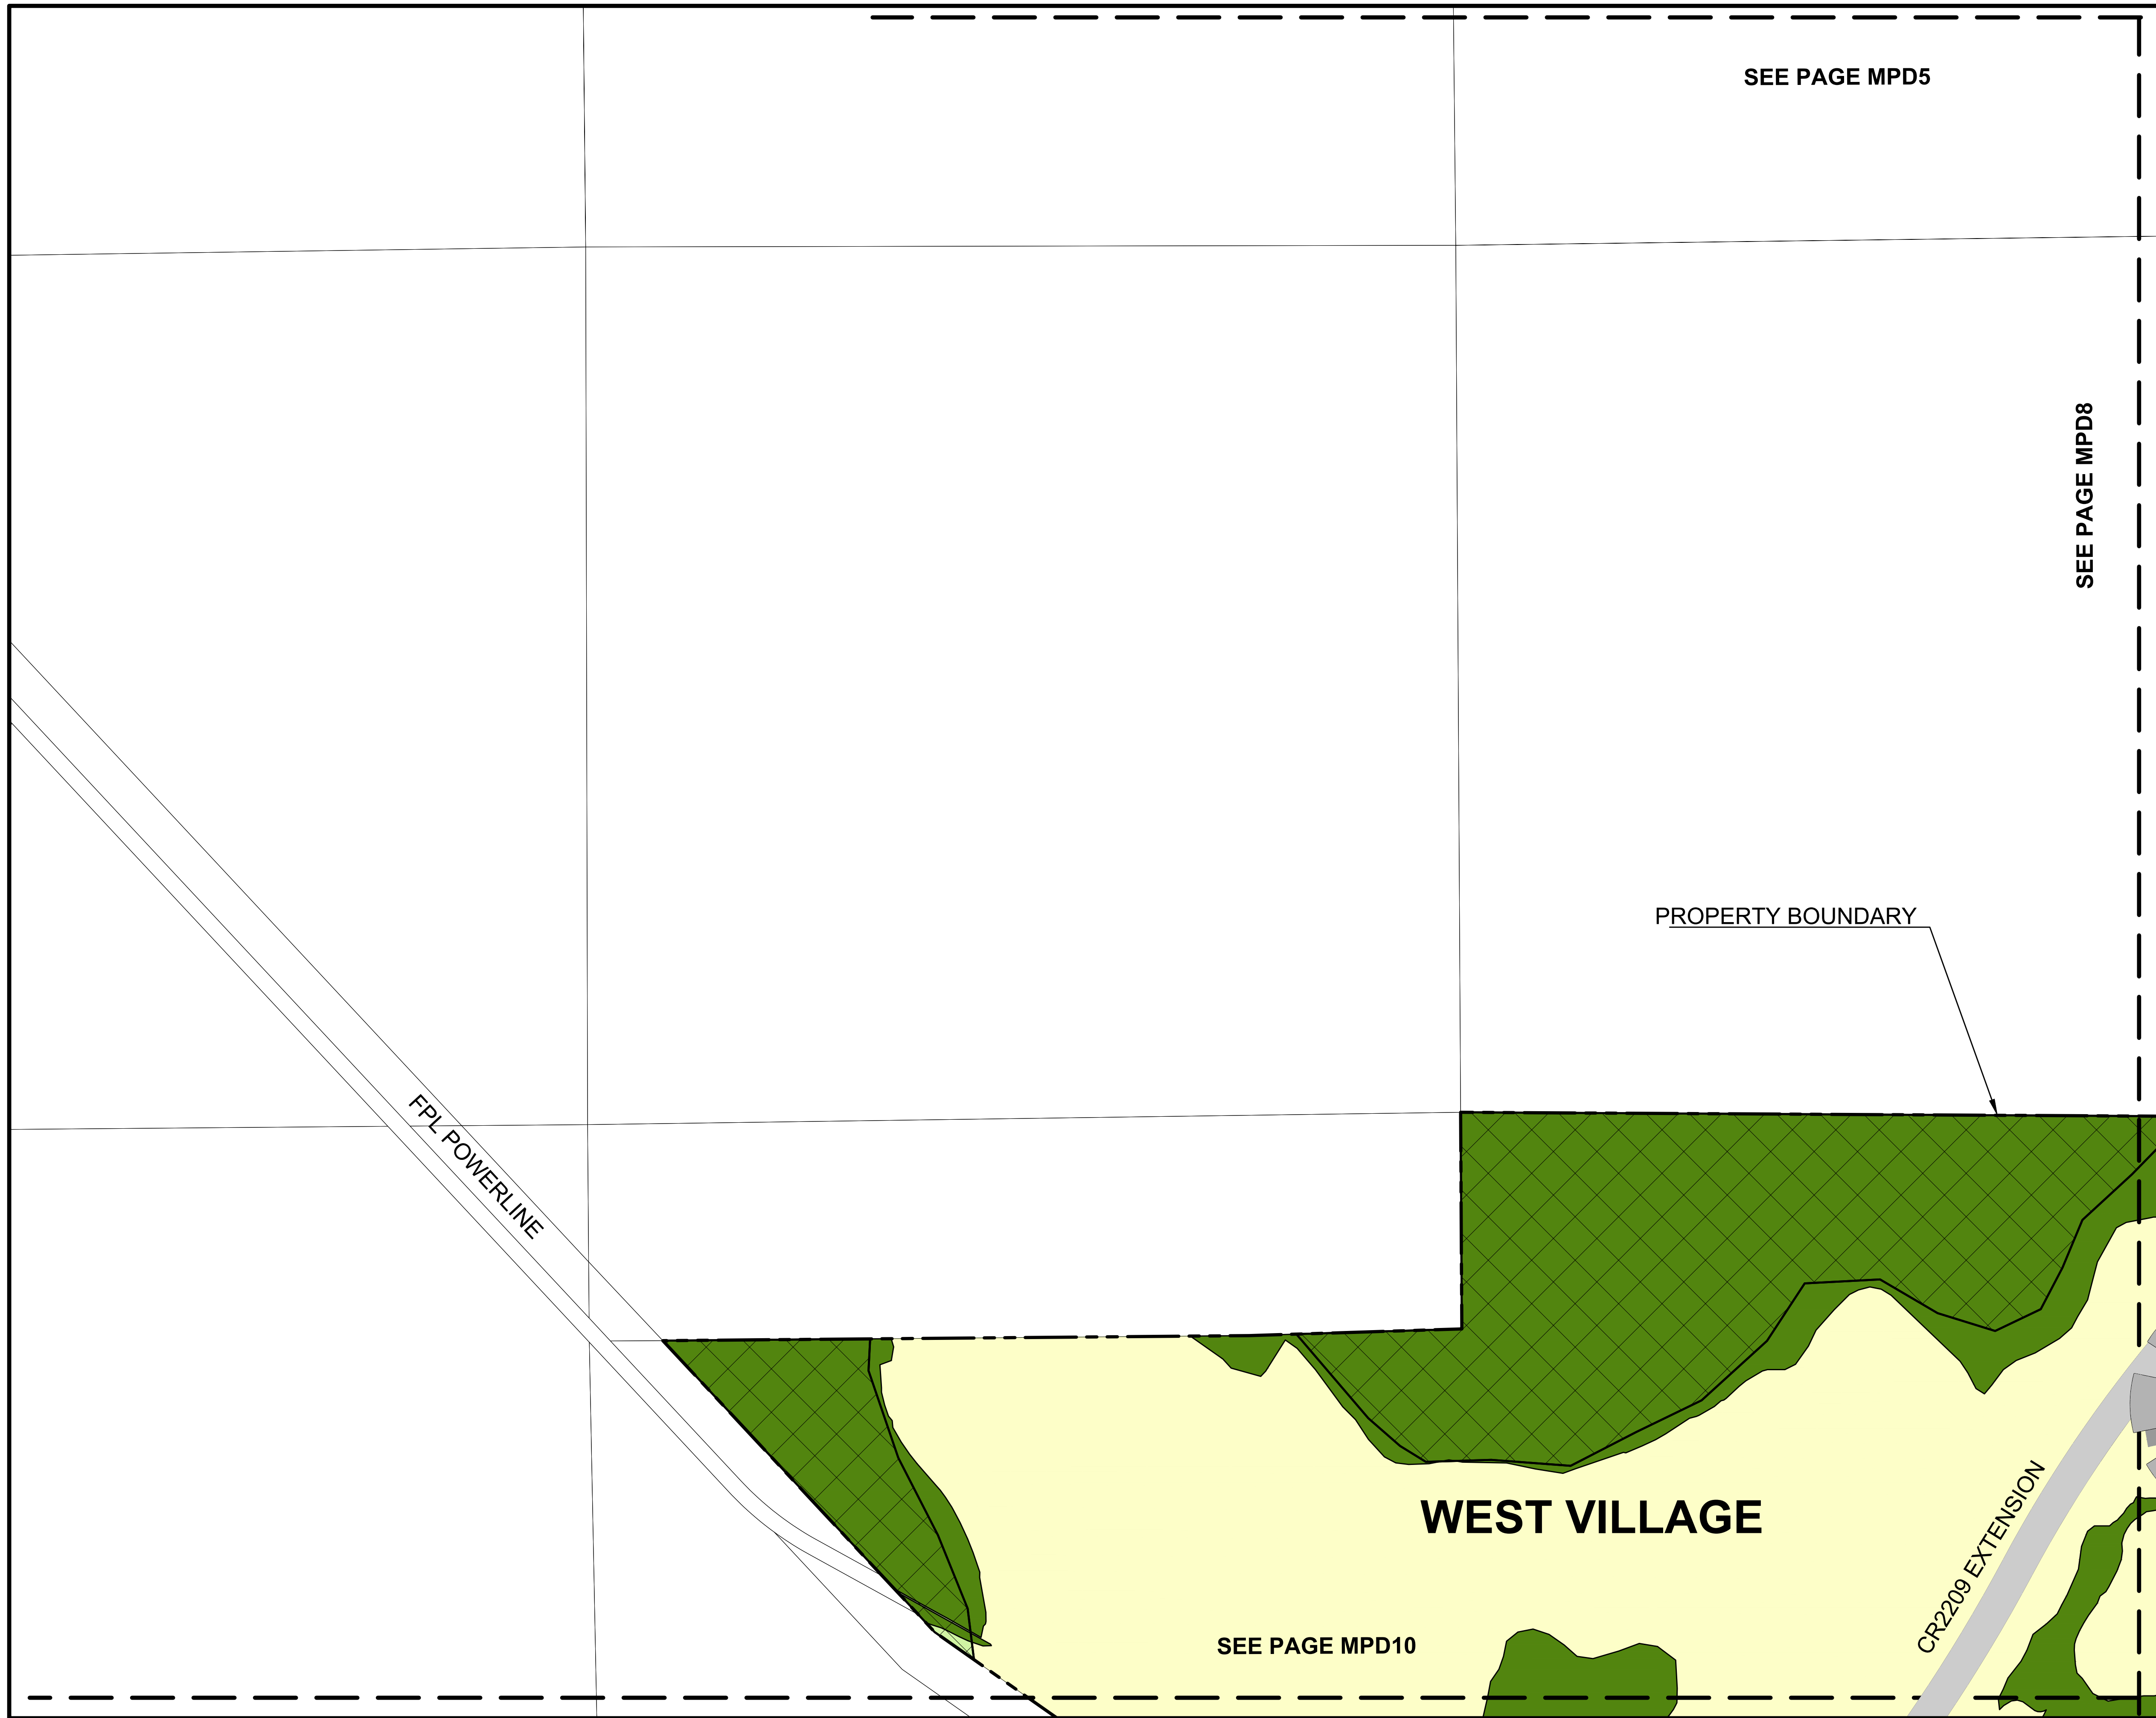 SEE PAGE MPD5
SEE PAGE MPD8
PROPERTY BOUNDARY
FPL POWERLINE
WEST VILLAGE
CR2209 EXTENSION
SEE PAGE MPD10